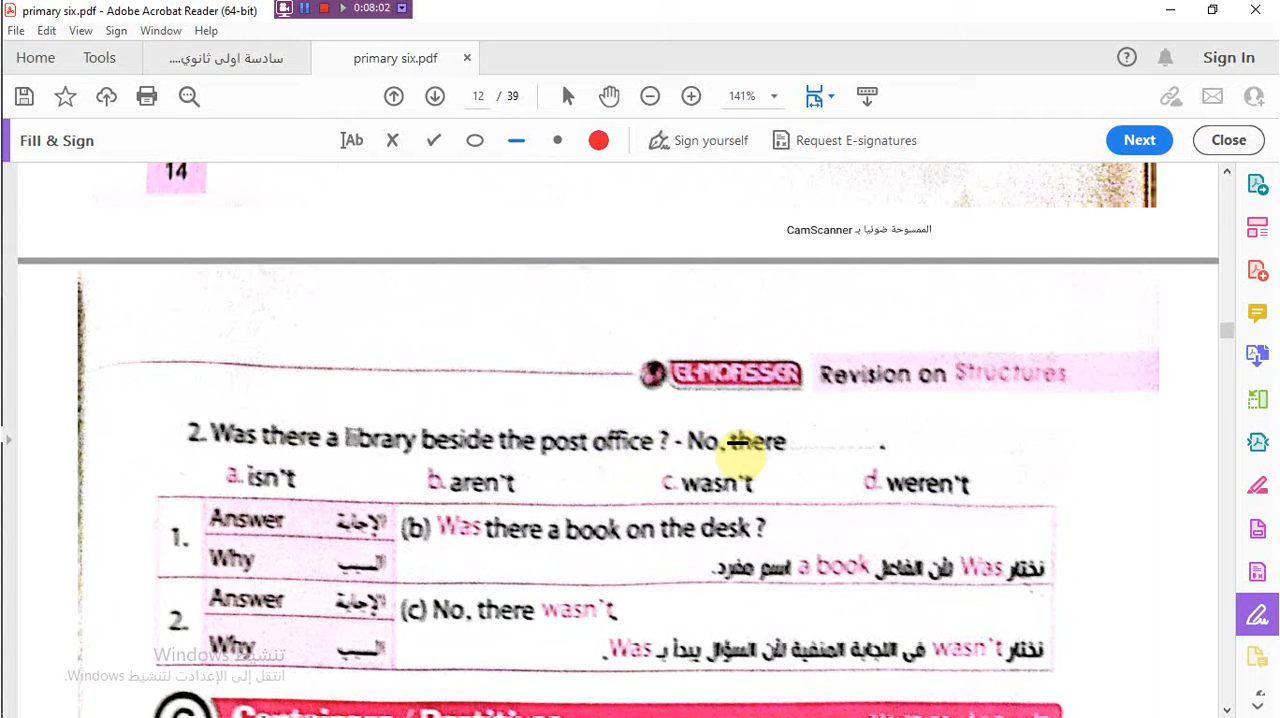 primary six.pdf - Adobe Acrobat Reader (64-bit)
0:08:02
File Edit View Sign Window Help
Home Tools سادسة اولى ثانوي.... primary six.pdf × Sign In
12 / 39 141%
Fill & Sign Ab Sign yourself Request E-signatures Next Close
14
الممسوحة ضوئيا بـ CamScanner
EL-MOASSER Revision on Structures
2. Was there a library beside the post office ? - No, there .............. .
a. isn't b. aren't c. wasn't d. weren't
1. Answer الإجابة (b) Was there a book on the desk ?
Why السبب نختار Was لأن الفاعل a book اسم مفرد.
2. Answer الإجابة (c) No, there wasn't.
Why السبب نختار wasn't فى الإجابة المنفية لأن السؤال يبدأ بـ Was.
تنشيط Windows
انتقل إلى الإعدادات لتنشيط Windows.
C Containers / Partitives